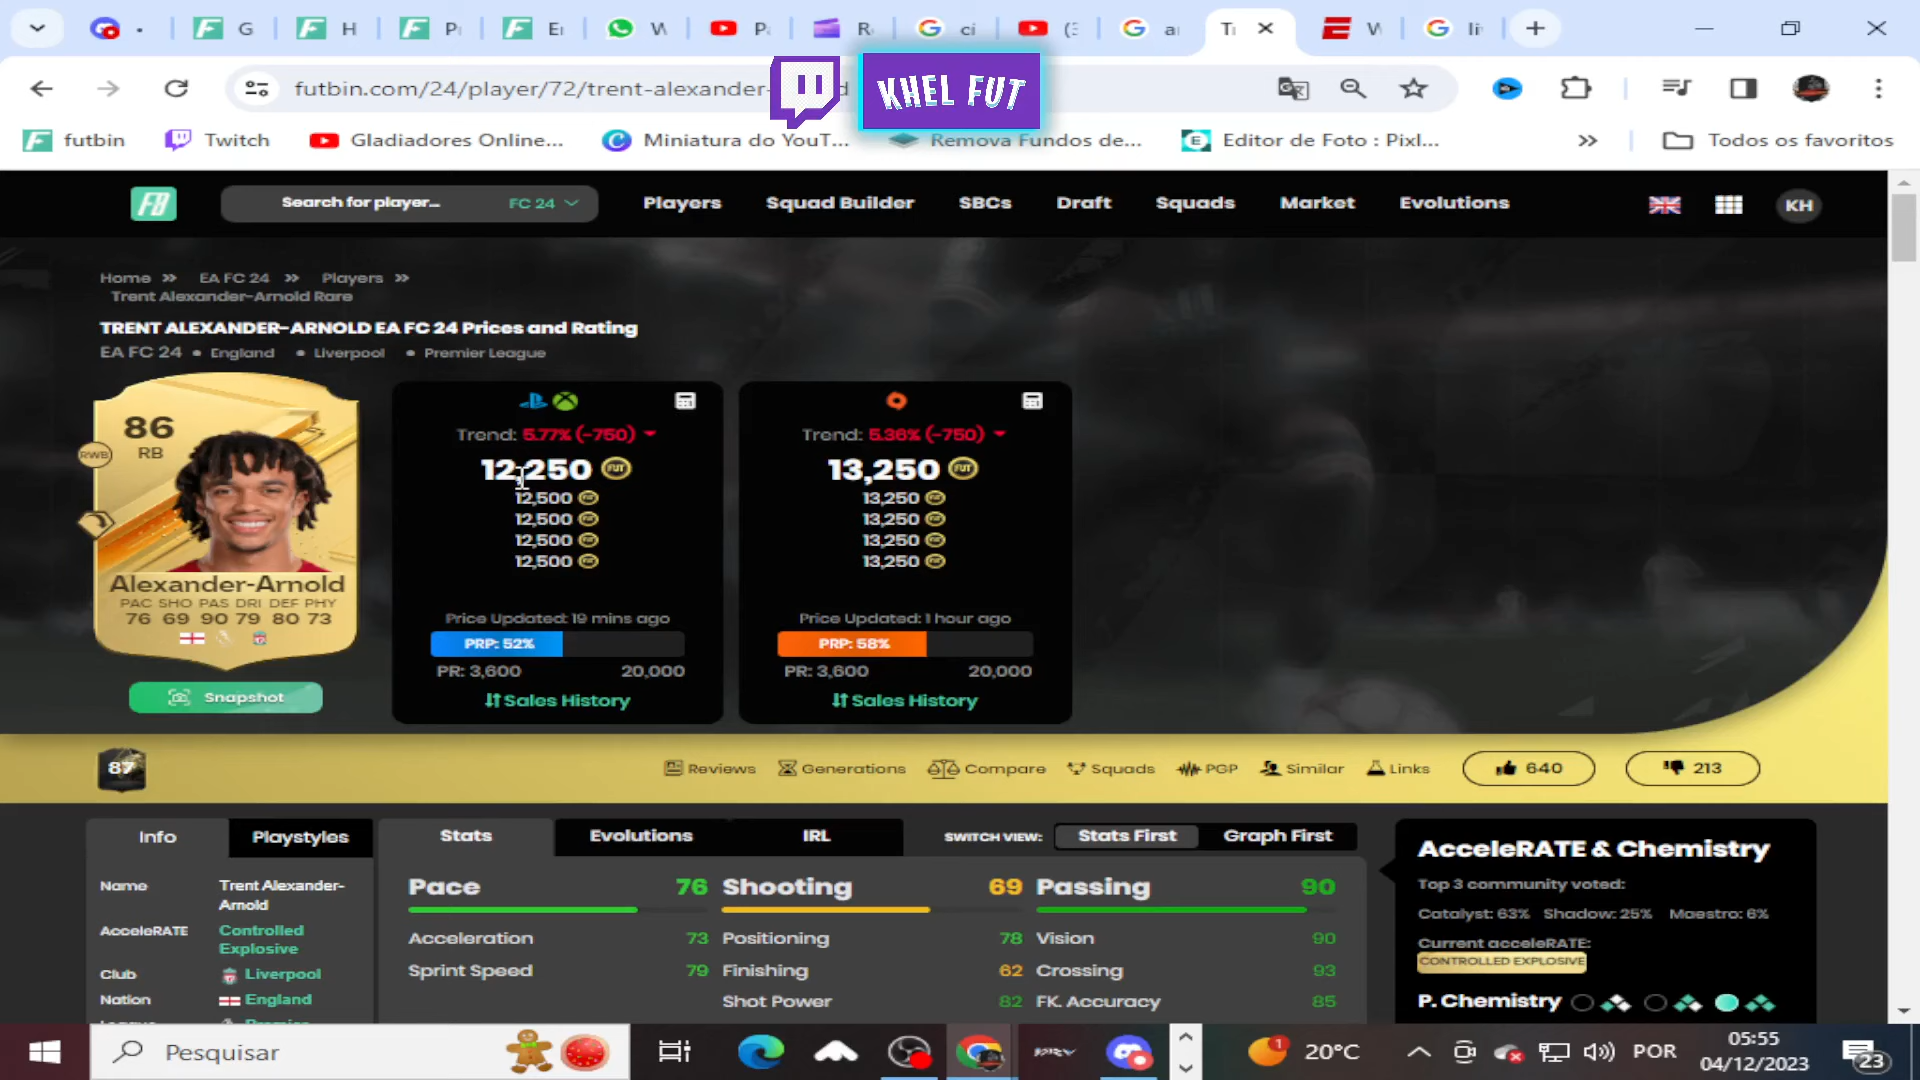 G
H
P
E
W
P
R
ci
(3
a
Tr
W
li
futbin.com/24/player/72/trent-alexander-
KHEL FUT
futbin
Twitch
Gladiadores Online...
Miniatura do YouT...
Remova Fundos de...
Editor de Foto : Pixl...
Todos os favoritos
Search for player...
FC 24
Players
Squad Builder
SBCs
Draft
Squads
Market
Evolutions
KH
Home » EA FC 24 » Players »
Trent Alexander-Arnold Rare
TRENT ALEXANDER-ARNOLD EA FC 24 Prices and Rating
EA FC 24 • England • Liverpool • Premier League
86
RB
RWB
Alexander-Arnold
PAC SHO PAS DRI DEF PHY
76 69 90 79 80 73
Snapshot
Trend: 5.77% (-750)
12,250
12,500
12,500
12,500
12,500
Price Updated: 19 mins ago
PRP: 52%
PR: 3,600 20,000
Sales History
Trend: 5.36% (-750)
13,250
13,250
13,250
13,250
13,250
Price Updated: 1 hour ago
PRP: 58%
PR: 3,600 20,000
Sales History
87
Reviews
Generations
Compare
Squads
PGP
Similar
Links
640
213
Info
Playstyles
Stats
Evolutions
IRL
SWITCH VIEW:
Stats First
Graph First
Name Trent Alexander-
Arnold
AcceleRATE Controlled
Explosive
Club Liverpool
Nation England
Pace 76
Acceleration 73
Sprint Speed 79
Shooting 69
Positioning 78
Finishing 62
Shot Power 82
Passing 90
Vision 90
Crossing 93
FK. Accuracy 85
AcceleRATE & Chemistry
Top 3 community voted:
Catalyst: 63% Shadow: 25% Maestro: 6%
Current acceleRATE:
CONTROLLED EXPLOSIVE
P. Chemistry
Pesquisar
1
20°C
POR
05:55
04/12/2023
23